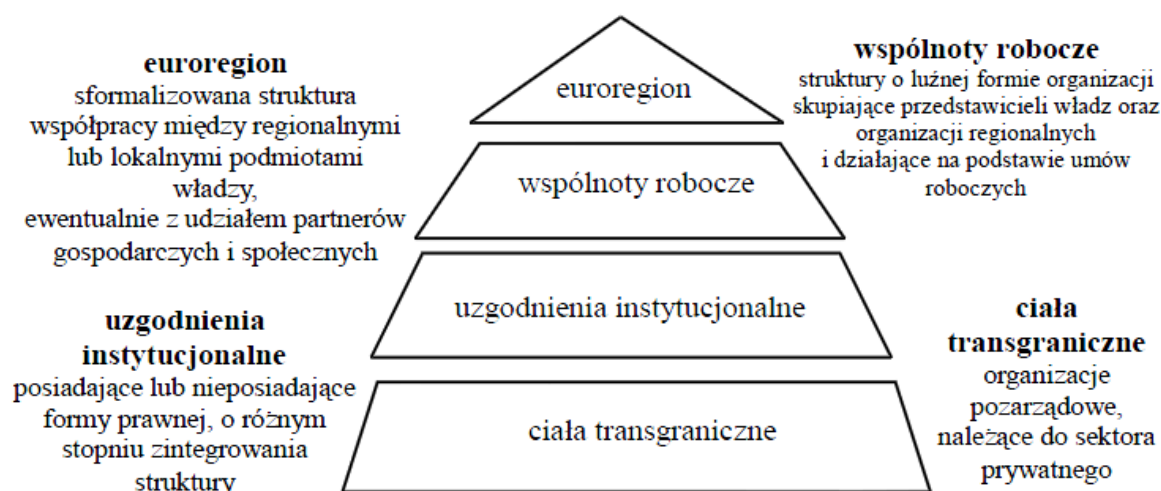 euroregion
sformalizowana struktura
współpracy między regionalnymi
lub lokalnymi podmiotami
władzy,
ewentualnie z udziałem partnerów
gospodarczych i społecznych
euroregion
wspólnoty robocze
uzgodnienia instytucjonalne
ciała transgraniczne
wspólnoty robocze
struktury o luźnej formie organizacji
skupiające przedstawicieli władz oraz
organizacji regionalnych
i działające na podstawie umów
roboczych
uzgodnienia
instytucjonalne
posiadające lub nieposiadające
formy prawnej, o różnym
stopniu zintegrowania
struktury
ciała
transgraniczne
organizacje
pozarządowe,
należące do sektora
prywatnego